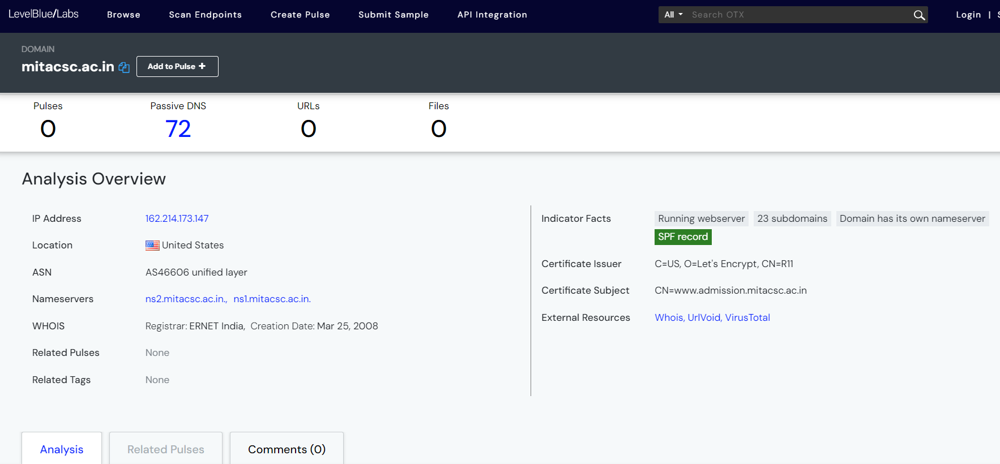 LevelBlue/Labs Browse Scan Endpoints Create Pulse Submit Sample API Integration All Search OTX Login |
DOMAIN
mitacsc.ac.in Add to Pulse +
Pulses Passive DNS URLs Files
0 72 0 0
Analysis Overview
IP Address 162.214.173.147
Location United States
ASN AS46606 unified layer
Nameservers ns2.mitacsc.ac.in., ns1.mitacsc.ac.in.
WHOIS Registrar: ERNET India, Creation Date: Mar 25, 2008
Related Pulses None
Related Tags None
Indicator Facts Running webserver 23 subdomains Domain has its own nameserver
SPF record
Certificate Issuer C=US, O=Let's Encrypt, CN=R11
Certificate Subject CN=www.admission.mitacsc.ac.in
External Resources Whois, UrlVoid, VirusTotal
Analysis Related Pulses Comments (0)